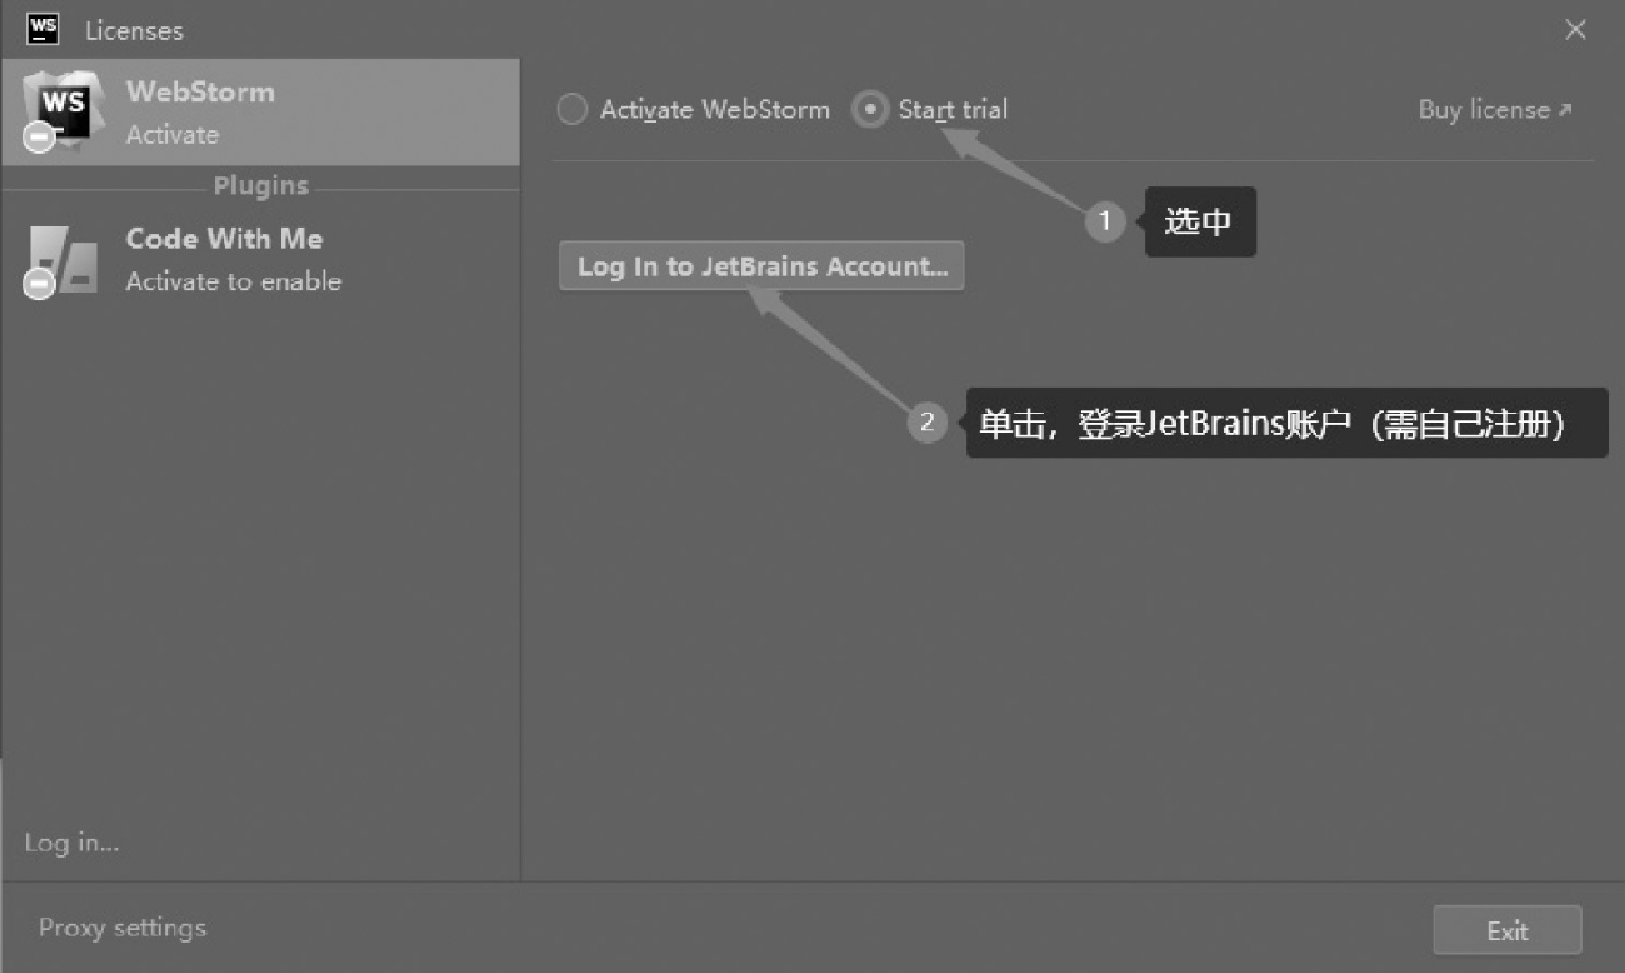 WS Licenses
WS WebStorm
Activate
Plugins
Code With Me
Activate to enable
Log in...
Activate WebStorm Start trial Buy license
1 选中
Log In to JetBrains Account...
2 单击，登录JetBrains账户（需自己注册）
Proxy settings
Exit